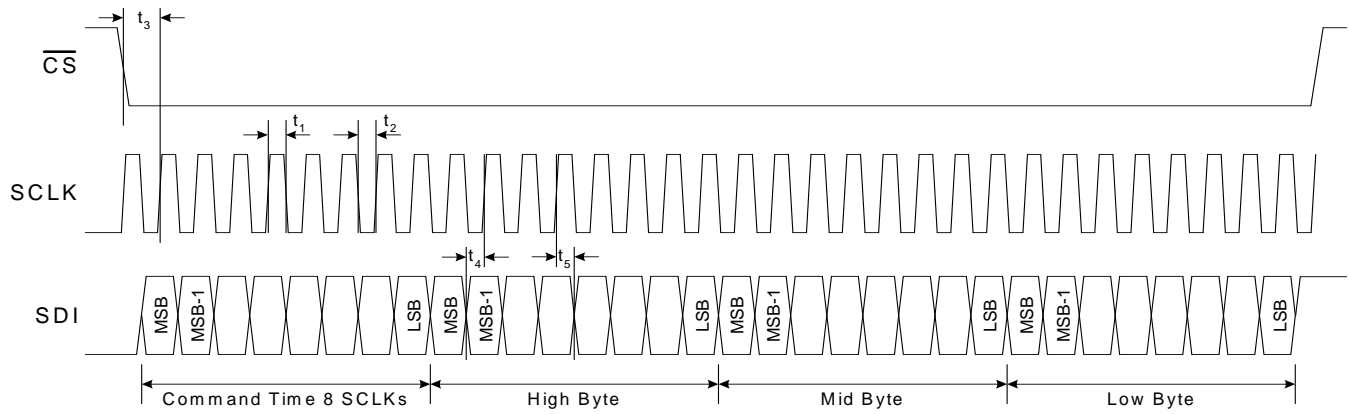 t3
CS
t1
t2
SCLK
t4
t5
SDI
MSB
MSB-1
LSB
MSB
MSB-1
LSB
MSB
MSB-1
LSB
MSB
MSB-1
LSB
Command Time 8 SCLKs
High Byte
Mid Byte
Low Byte